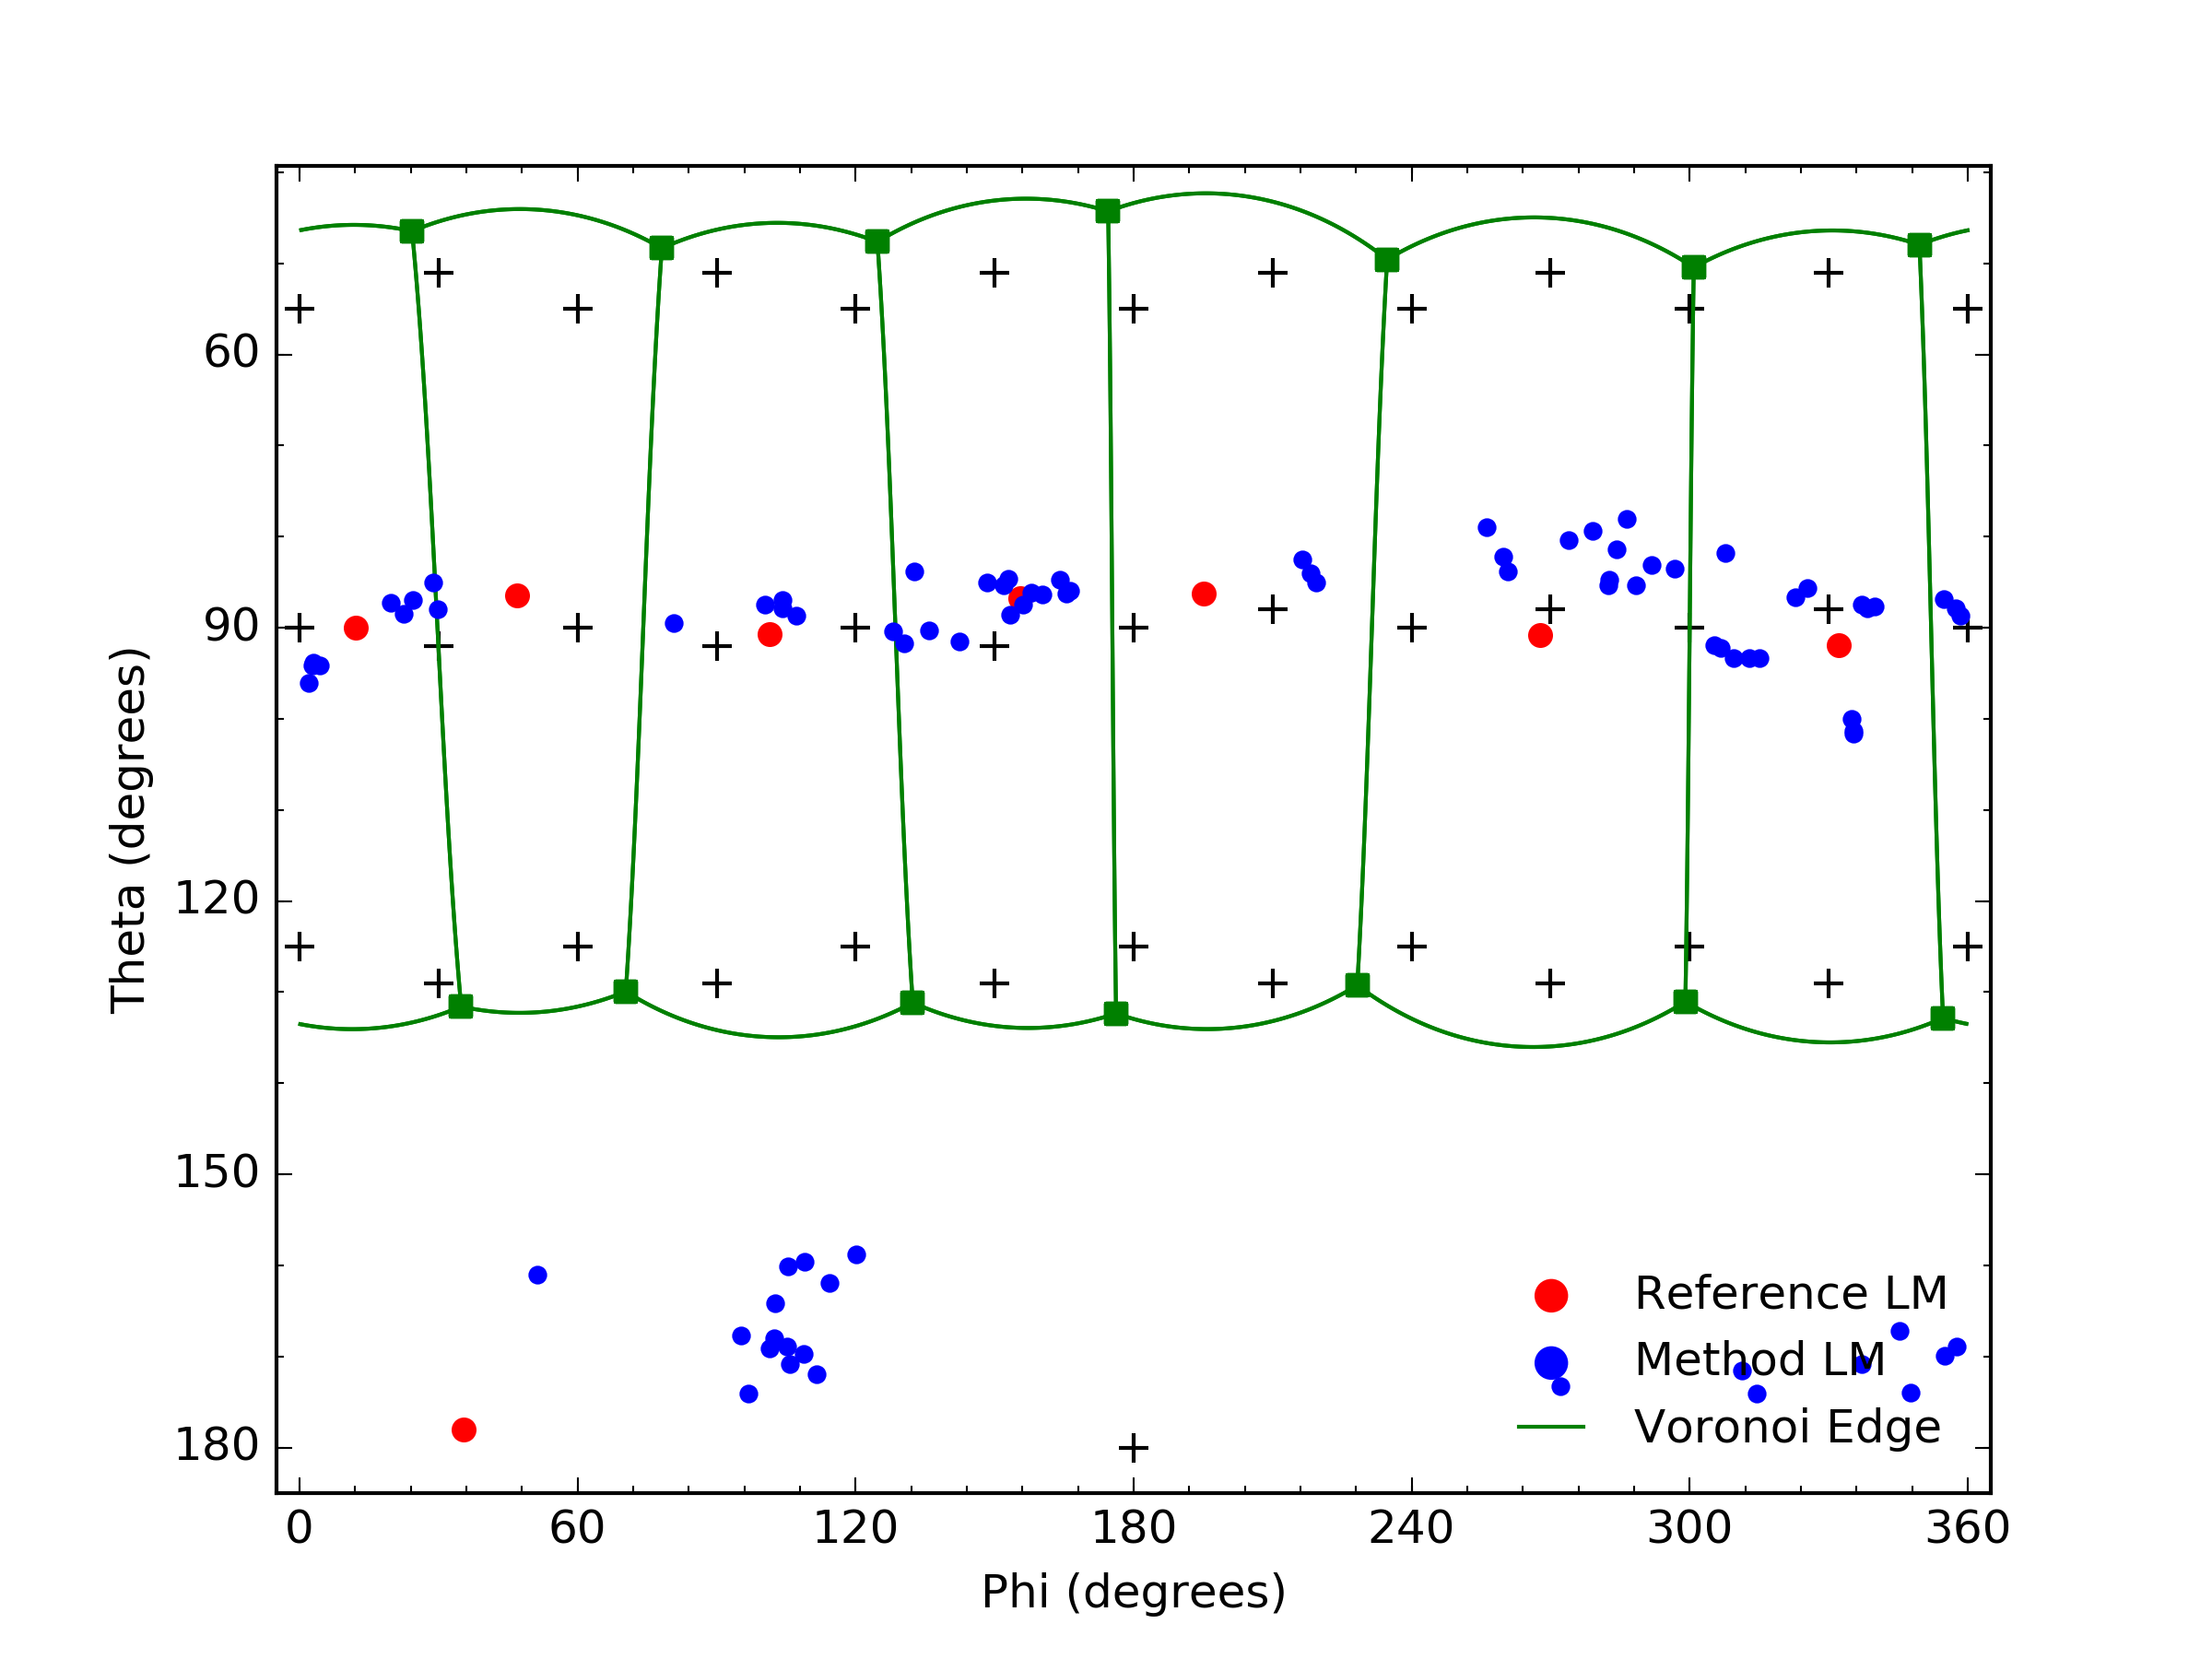 60
90
120
150
180
Theta (degrees)
Reference LM
Method LM
Voronoi Edge
0 60 120 180 240 300 360
Phi (degrees)